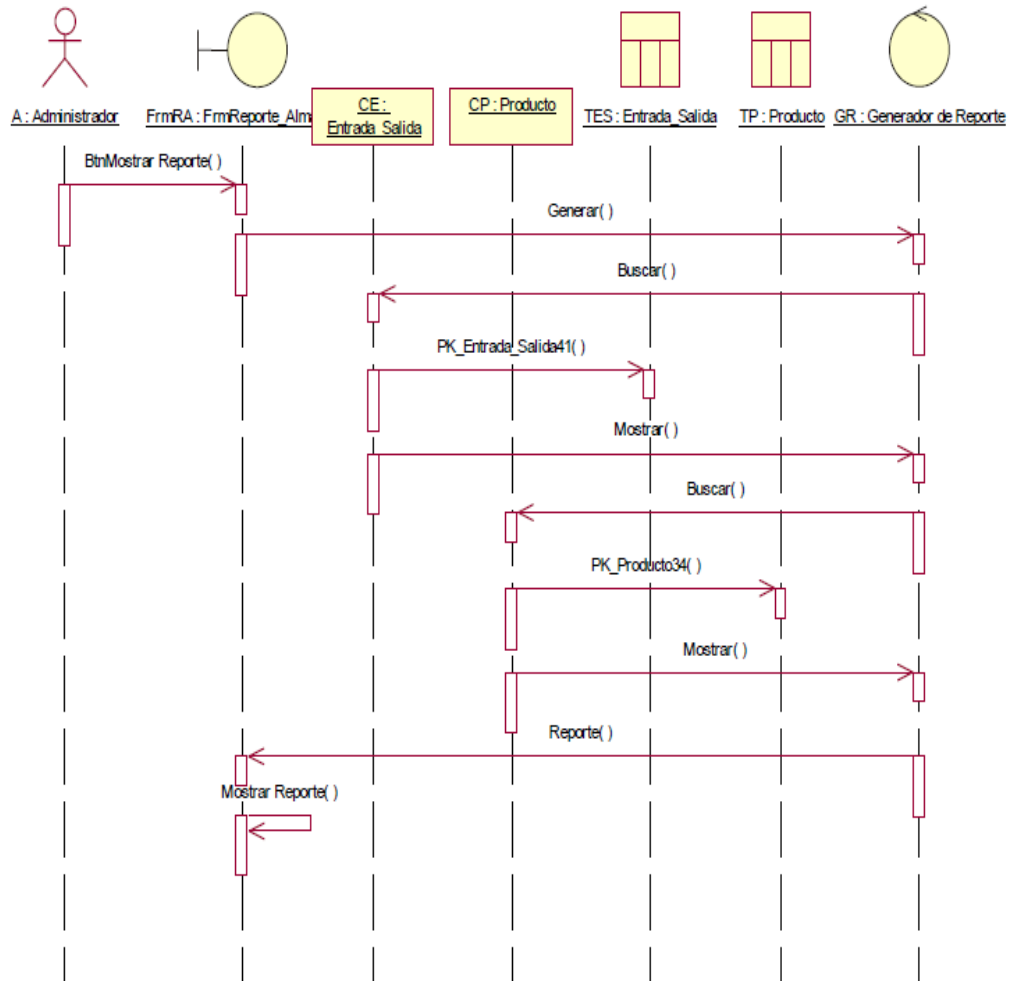 A : Administrador
FrmRA : FrmReporte_Alm
CE :
Entrada_Salida
CP : Producto
TES : Entrada_Salida
TP : Producto
GR : Generador de Reporte
BtnMostrar Reporte( )
Generar( )
Buscar( )
PK_Entrada_Salida41( )
Mostrar( )
Buscar( )
PK_Producto34( )
Mostrar( )
Reporte( )
Mostrar Reporte( )